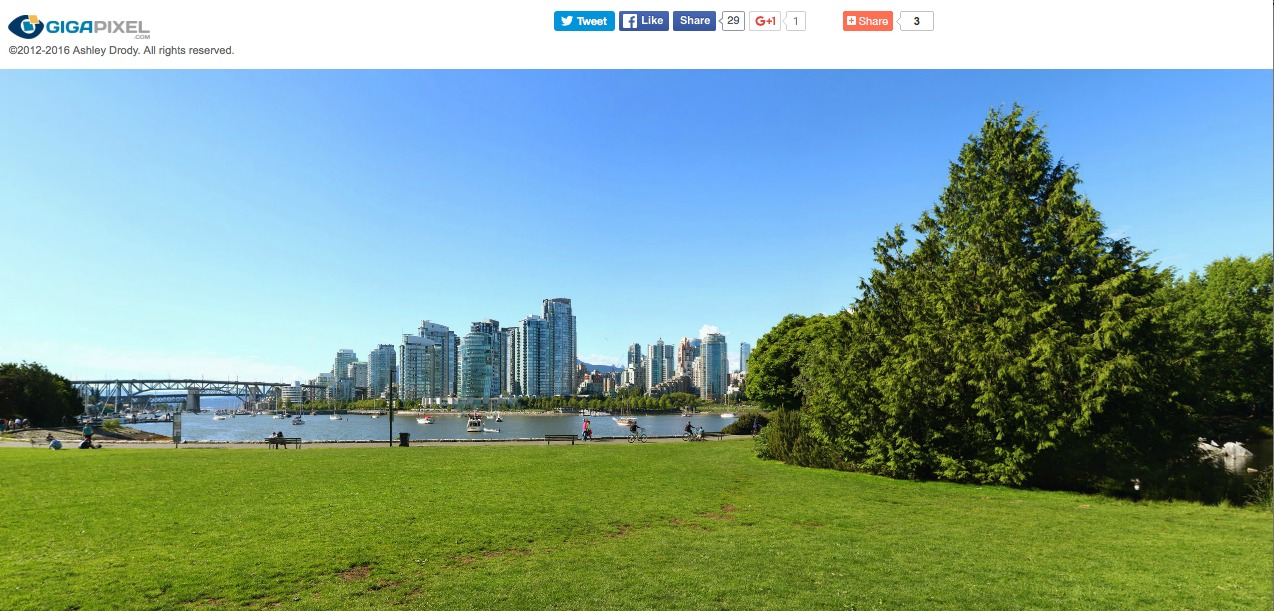 GIGAPIXEL
.COM
©2012-2016 Ashley Drody. All rights reserved.
Tweet
Like
Share
29
G+1
1
Share
3